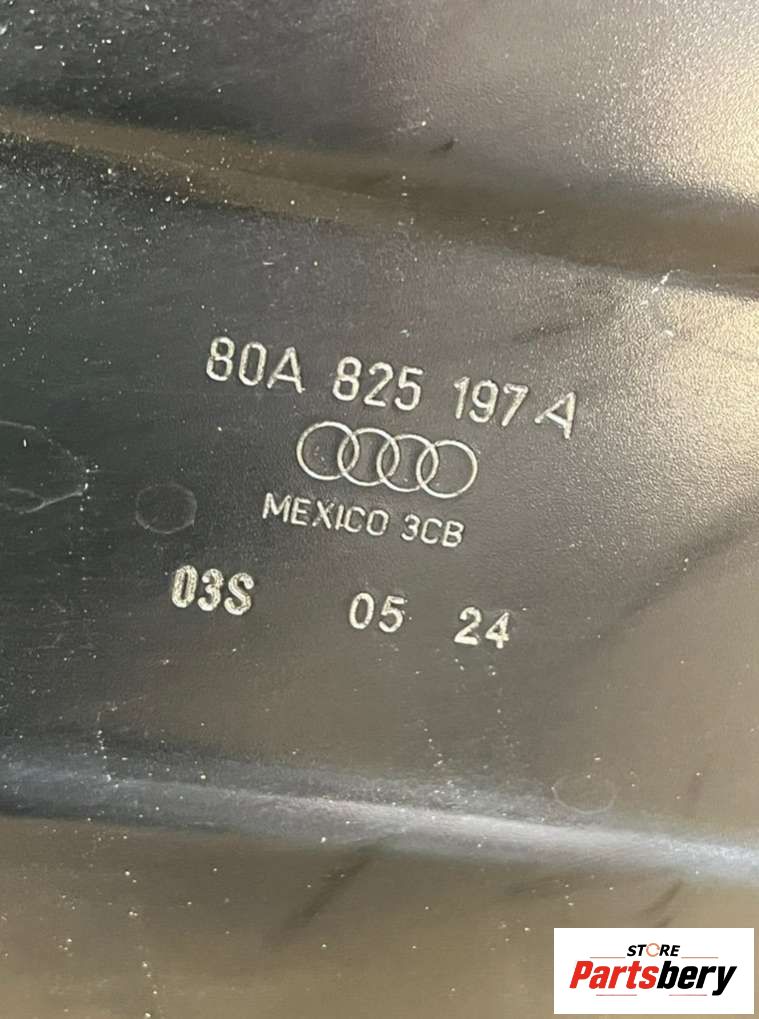 80A 825 197 A
MEXICO 3CB
03S 05 24
STORE
Partsbery